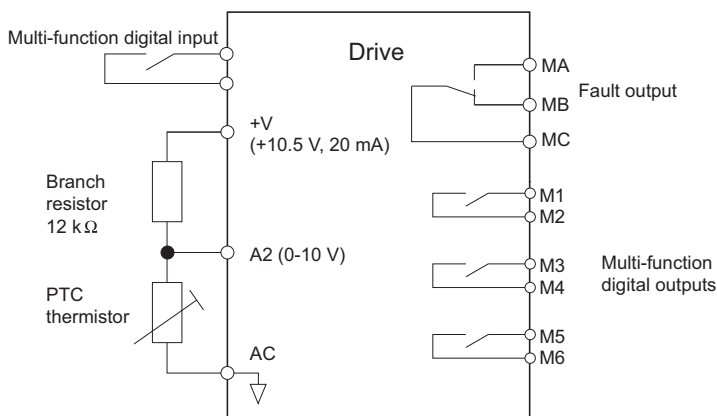 Multi-function digital input
Drive
MA
MB
MC
Fault output
+V
(+10.5 V, 20 mA)
Branch
resistor
12 kΩ
M1
M2
A2 (0-10 V)
M3
M4
Multi-function
digital outputs
PTC
thermistor
AC
M5
M6